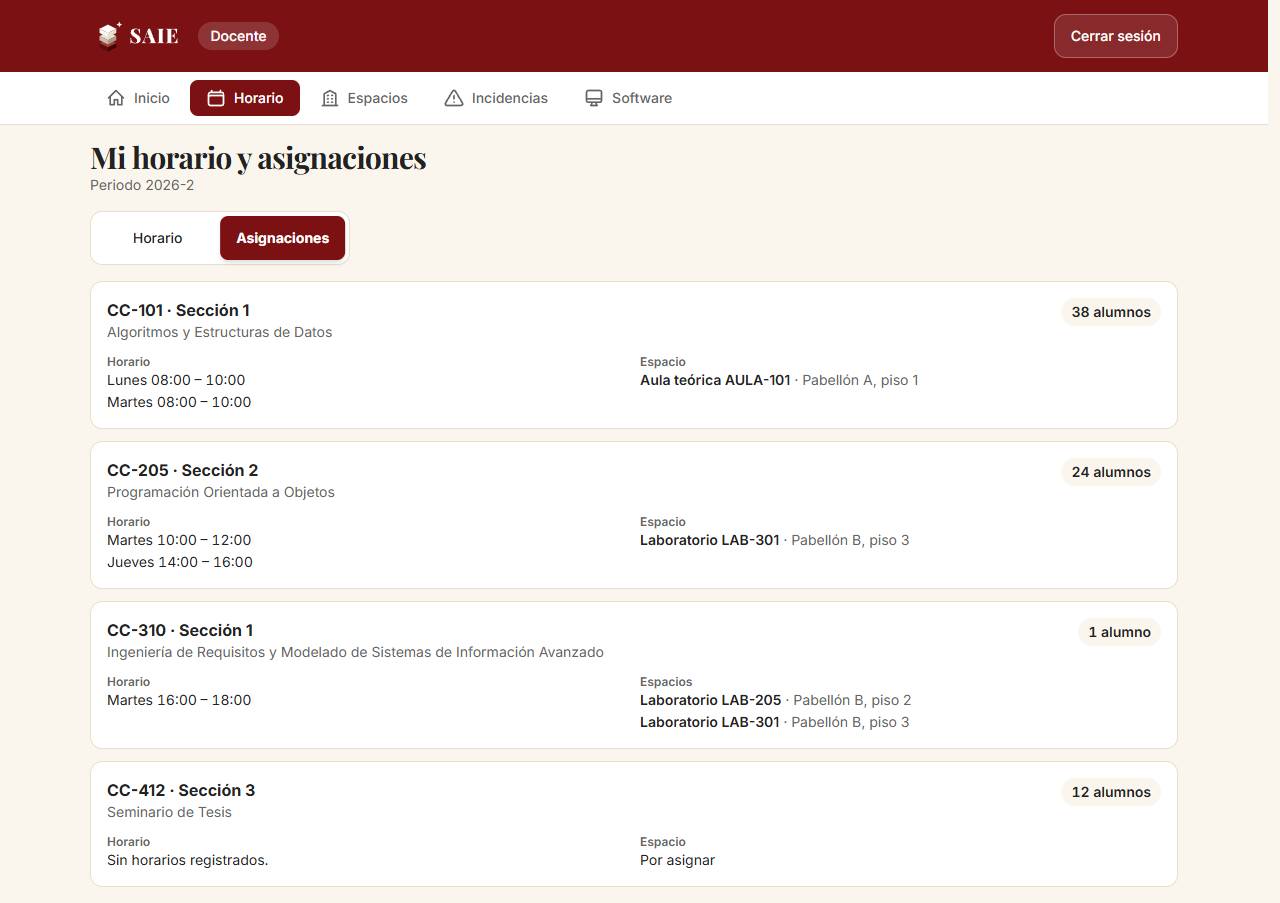 SAIE Docente Cerrar sesión
Inicio Horario Espacios Incidencias Software
Mi horario y asignaciones
Periodo 2026-2
Horario Asignaciones
CC-101 · Sección 1 38 alumnos
Algoritmos y Estructuras de Datos
Horario Espacio
Lunes 08:00 – 10:00 Aula teórica AULA-101 · Pabellón A, piso 1
Martes 08:00 – 10:00
CC-205 · Sección 2 24 alumnos
Programación Orientada a Objetos
Horario Espacio
Martes 10:00 – 12:00 Laboratorio LAB-301 · Pabellón B, piso 3
Jueves 14:00 – 16:00
CC-310 · Sección 1 1 alumno
Ingeniería de Requisitos y Modelado de Sistemas de Información Avanzado
Horario Espacios
Martes 16:00 – 18:00 Laboratorio LAB-205 · Pabellón B, piso 2
Laboratorio LAB-301 · Pabellón B, piso 3
CC-412 · Sección 3 12 alumnos
Seminario de Tesis
Horario Espacio
Sin horarios registrados. Por asignar